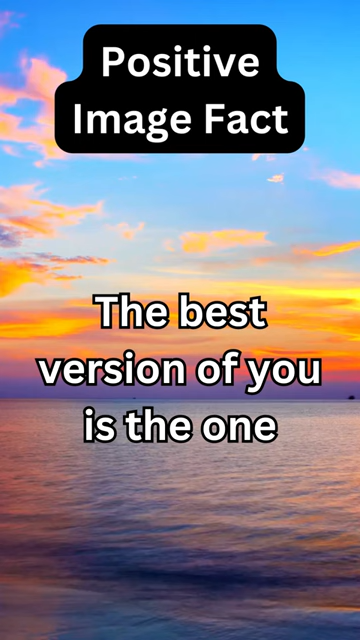 Positive
Image Fact
The best
version of you
is the one